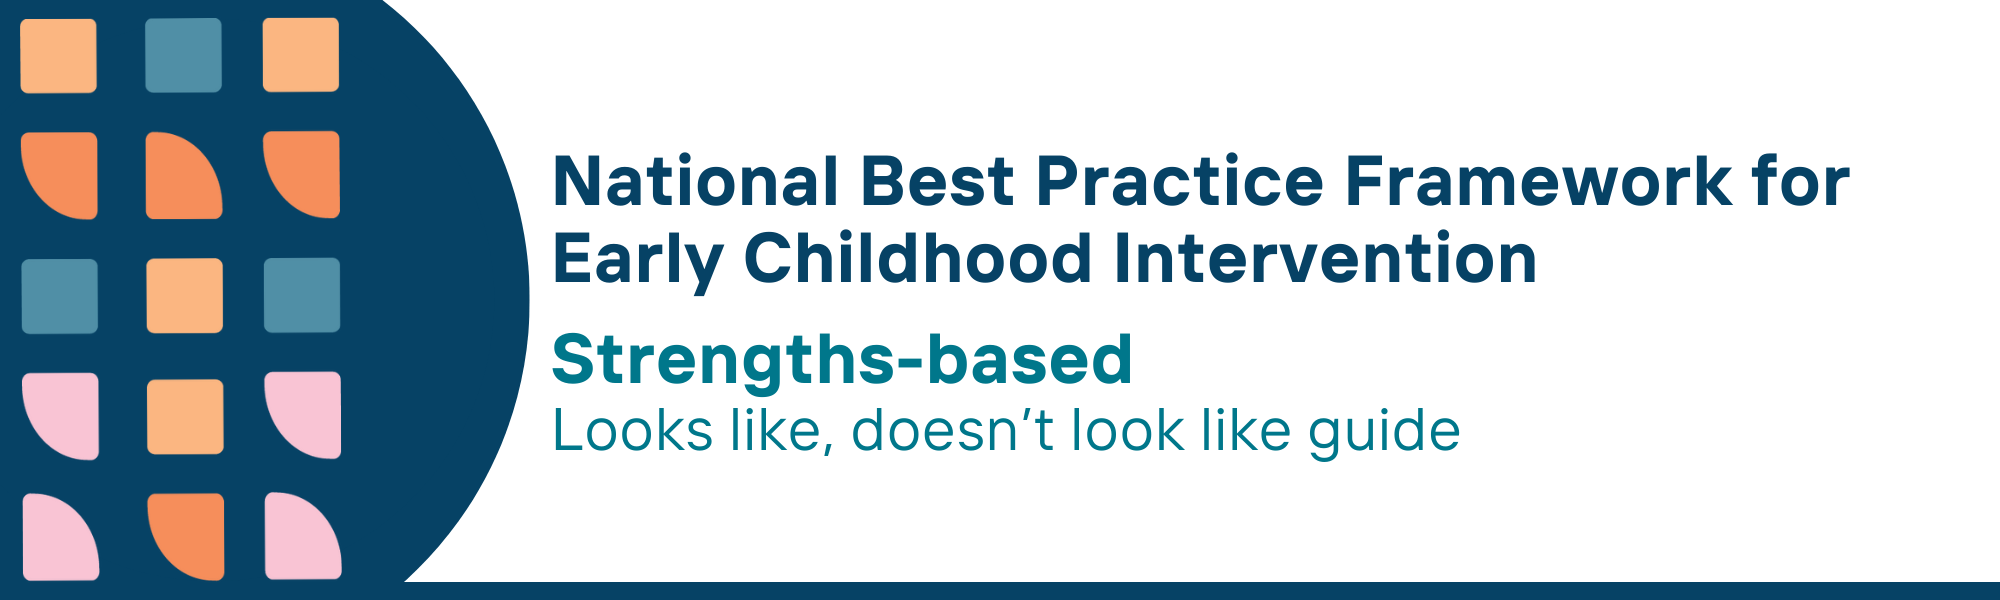 National Best Practice Framework for
Early Childhood Intervention
Strengths-based
Looks like, doesn’t look like guide